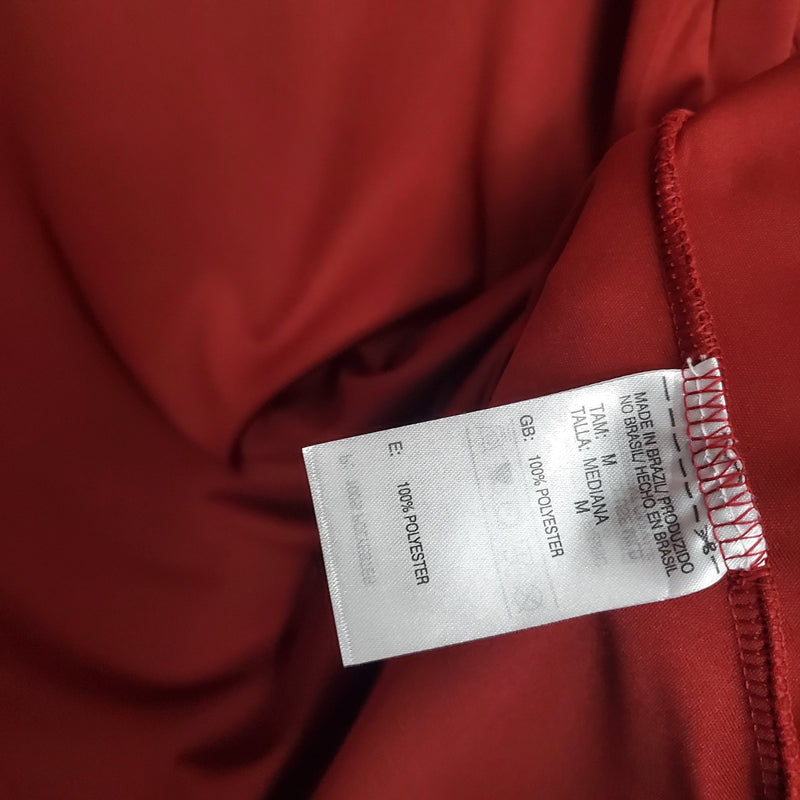 MADE IN BRAZIL PRODUZIDO
NO BRASIL/ HECHO EN BRASIL
TAM: M
TALLA: MEDIANA
M
GB: 100% POLYESTER
E: 100% POLYESTER